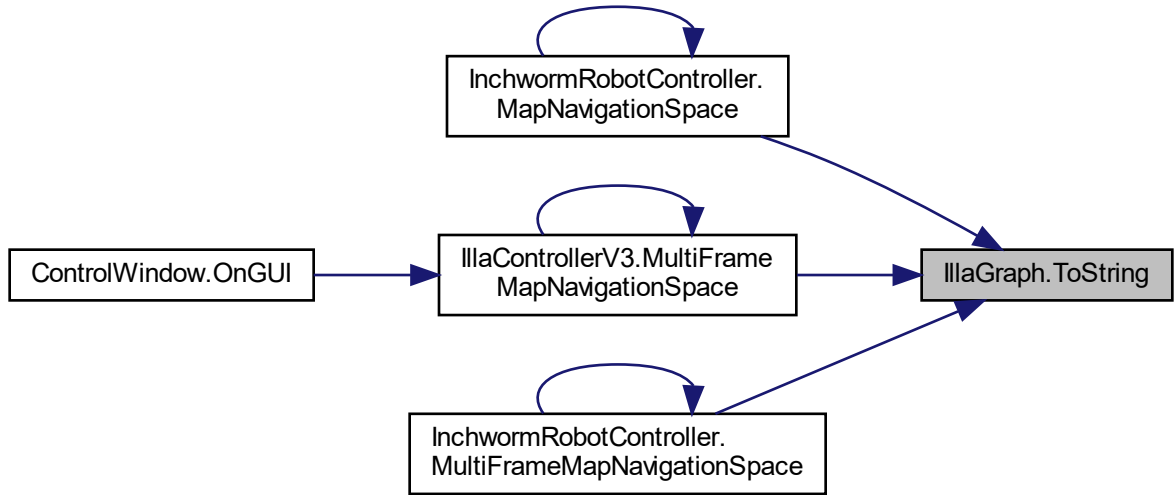 InchwormRobotController.
MapNavigationSpace
ControlWindow.OnGUI
IllaControllerV3.MultiFrame
MapNavigationSpace
IllaGraph.ToString
InchwormRobotController.
MultiFrameMapNavigationSpace